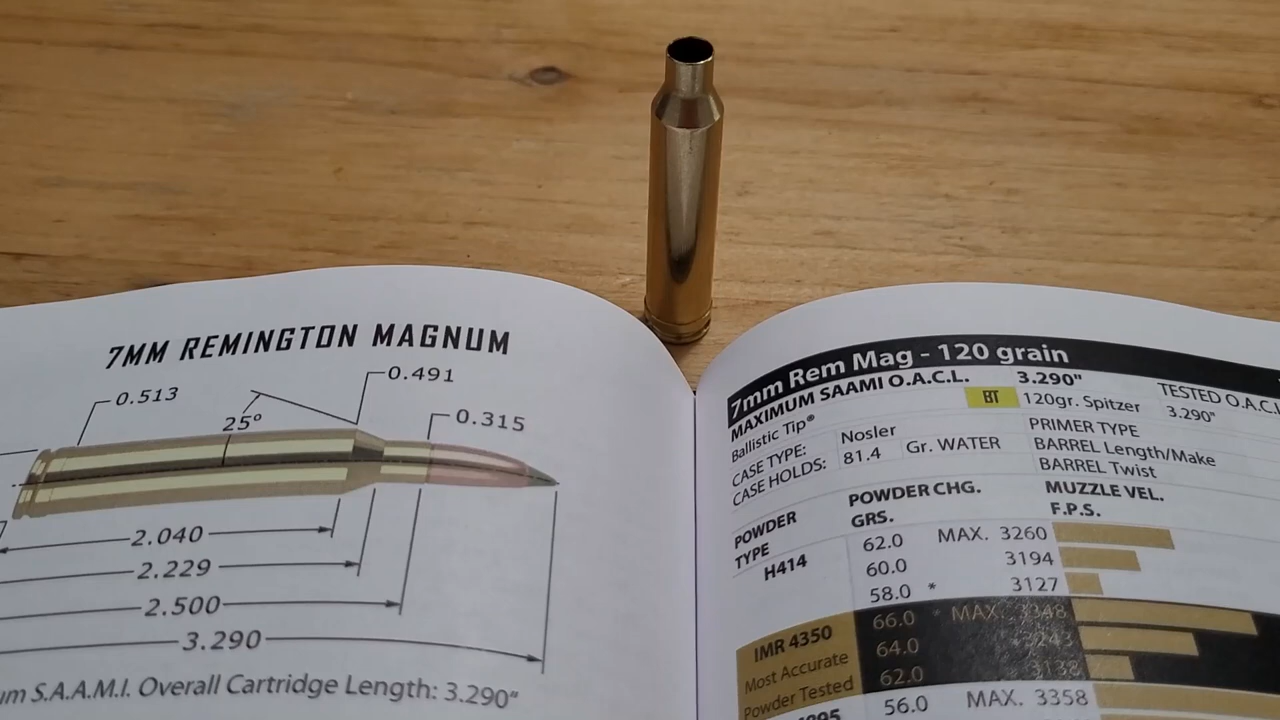 7MM REMINGTON MAGNUM
0.513
0.491
25°
0.315
2.040
2.229
2.500
3.290
S.A.A.M.I. Overall Cartridge Length: 3.290"
7mm Rem Mag - 120 grain
MAXIMUM SAAMI O.A.C.L. 3.290" TESTED
Ballistic Tip® BT 120gr. Spitzer 3.290"
CASE TYPE: Nosler PRIMER TYPE
CASE HOLDS: 81.4 Gr. WATER BARREL Length/Make
BARREL Twist
POWDER TYPE POWDER CHG. GRS. MUZZLE VEL. F.P.S.
H414 62.0 MAX. 3260
60.0 3194
58.0 * 3127
IMR 4350 66.0 * MAX. 3348
Most Accurate 64.0 3243
Powder Tested 62.0 3138
56.0 MAX. 3358